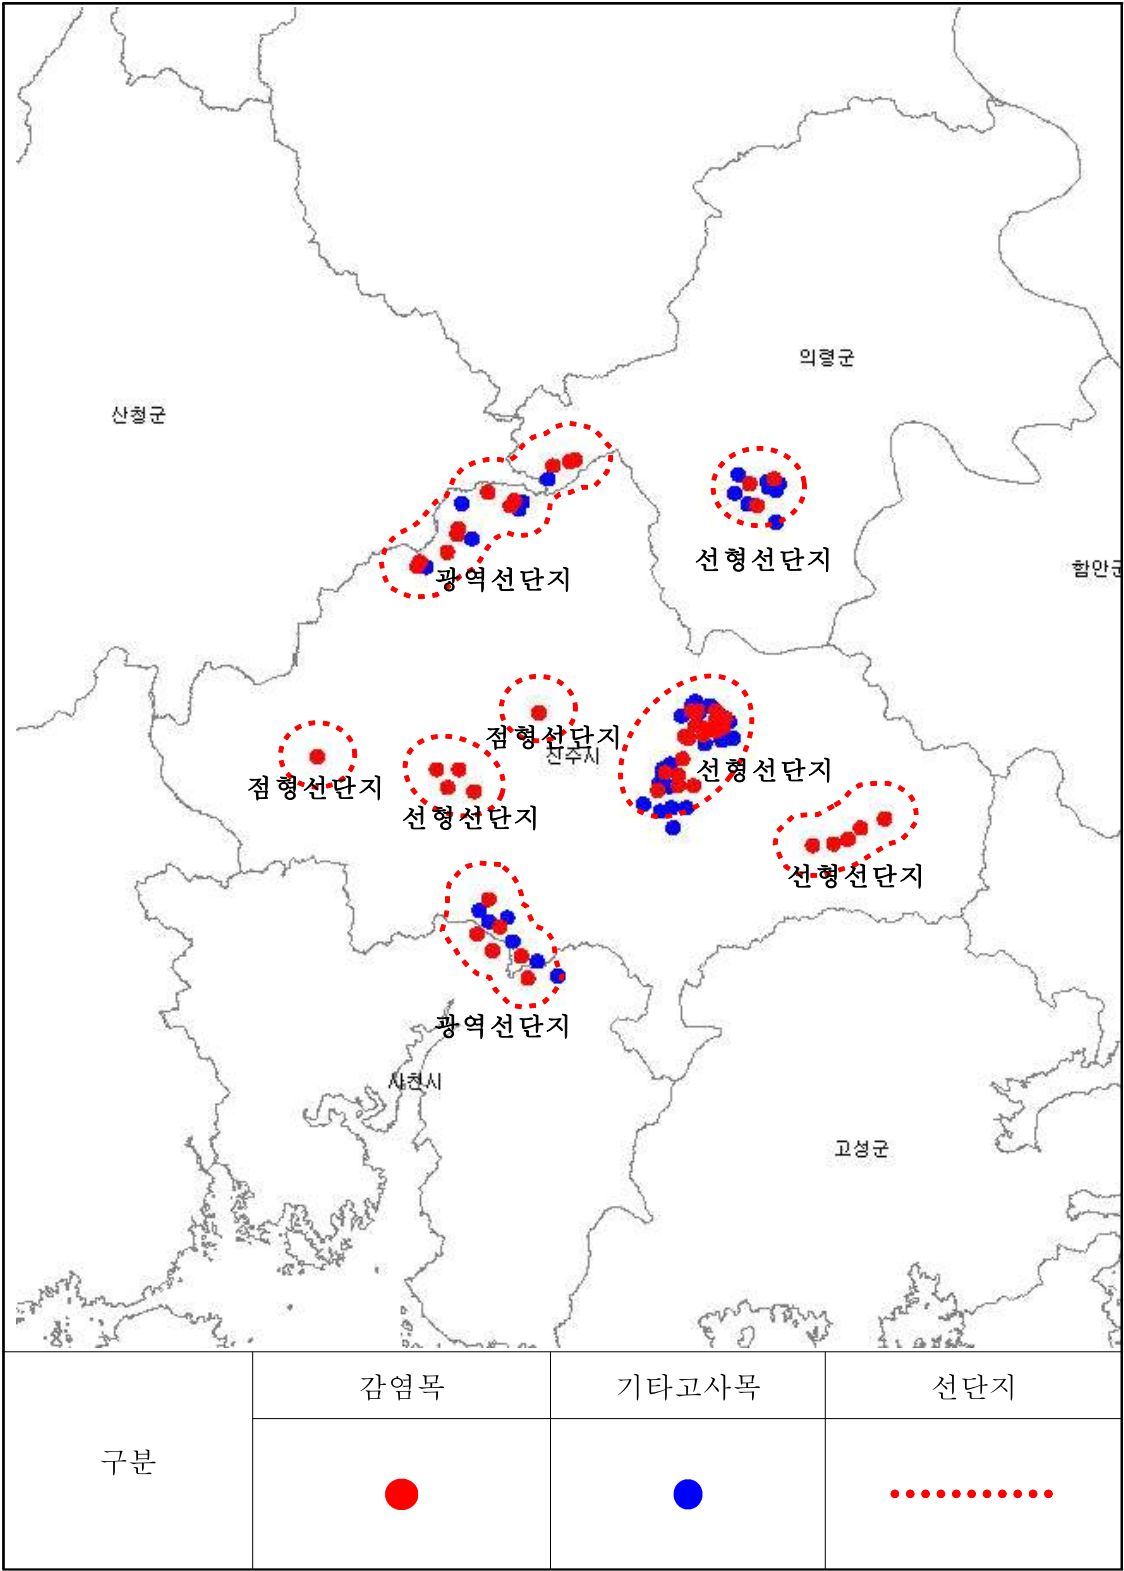 의령군
산청군
선형선단지
함안군
광역선단지
점형선단지
진주시
선형선단지
점형선단지
선형선단지
선형선단지
광역선단지
사천시
고성군
구분
감염목
기타고사목
선단지